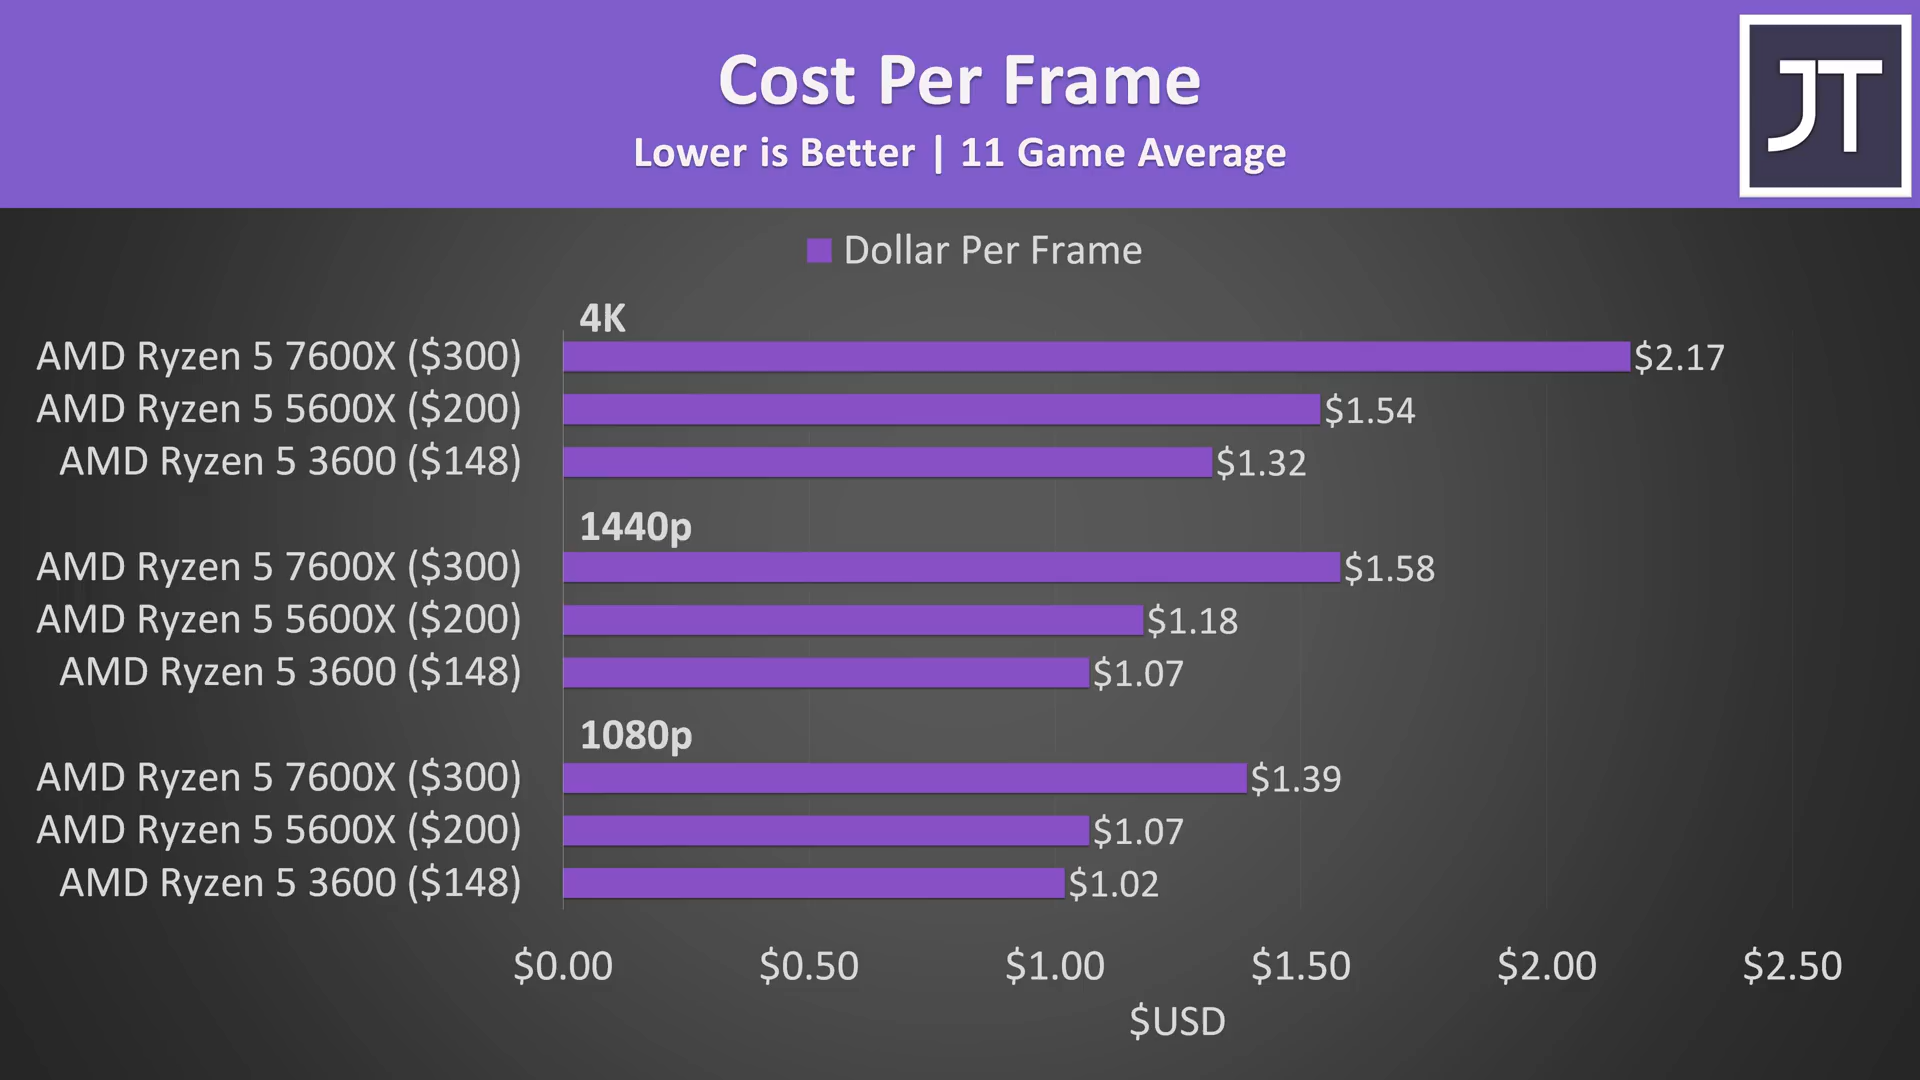 Cost Per Frame
Lower is Better | 11 Game Average
JT
Dollar Per Frame
4K
AMD Ryzen 5 7600X ($300) $2.17
AMD Ryzen 5 5600X ($200) $1.54
AMD Ryzen 5 3600 ($148) $1.32
1440p
AMD Ryzen 5 7600X ($300) $1.58
AMD Ryzen 5 5600X ($200) $1.18
AMD Ryzen 5 3600 ($148) $1.07
1080p
AMD Ryzen 5 7600X ($300) $1.39
AMD Ryzen 5 5600X ($200) $1.07
AMD Ryzen 5 3600 ($148) $1.02
$0.00 $0.50 $1.00 $1.50 $2.00 $2.50
$USD